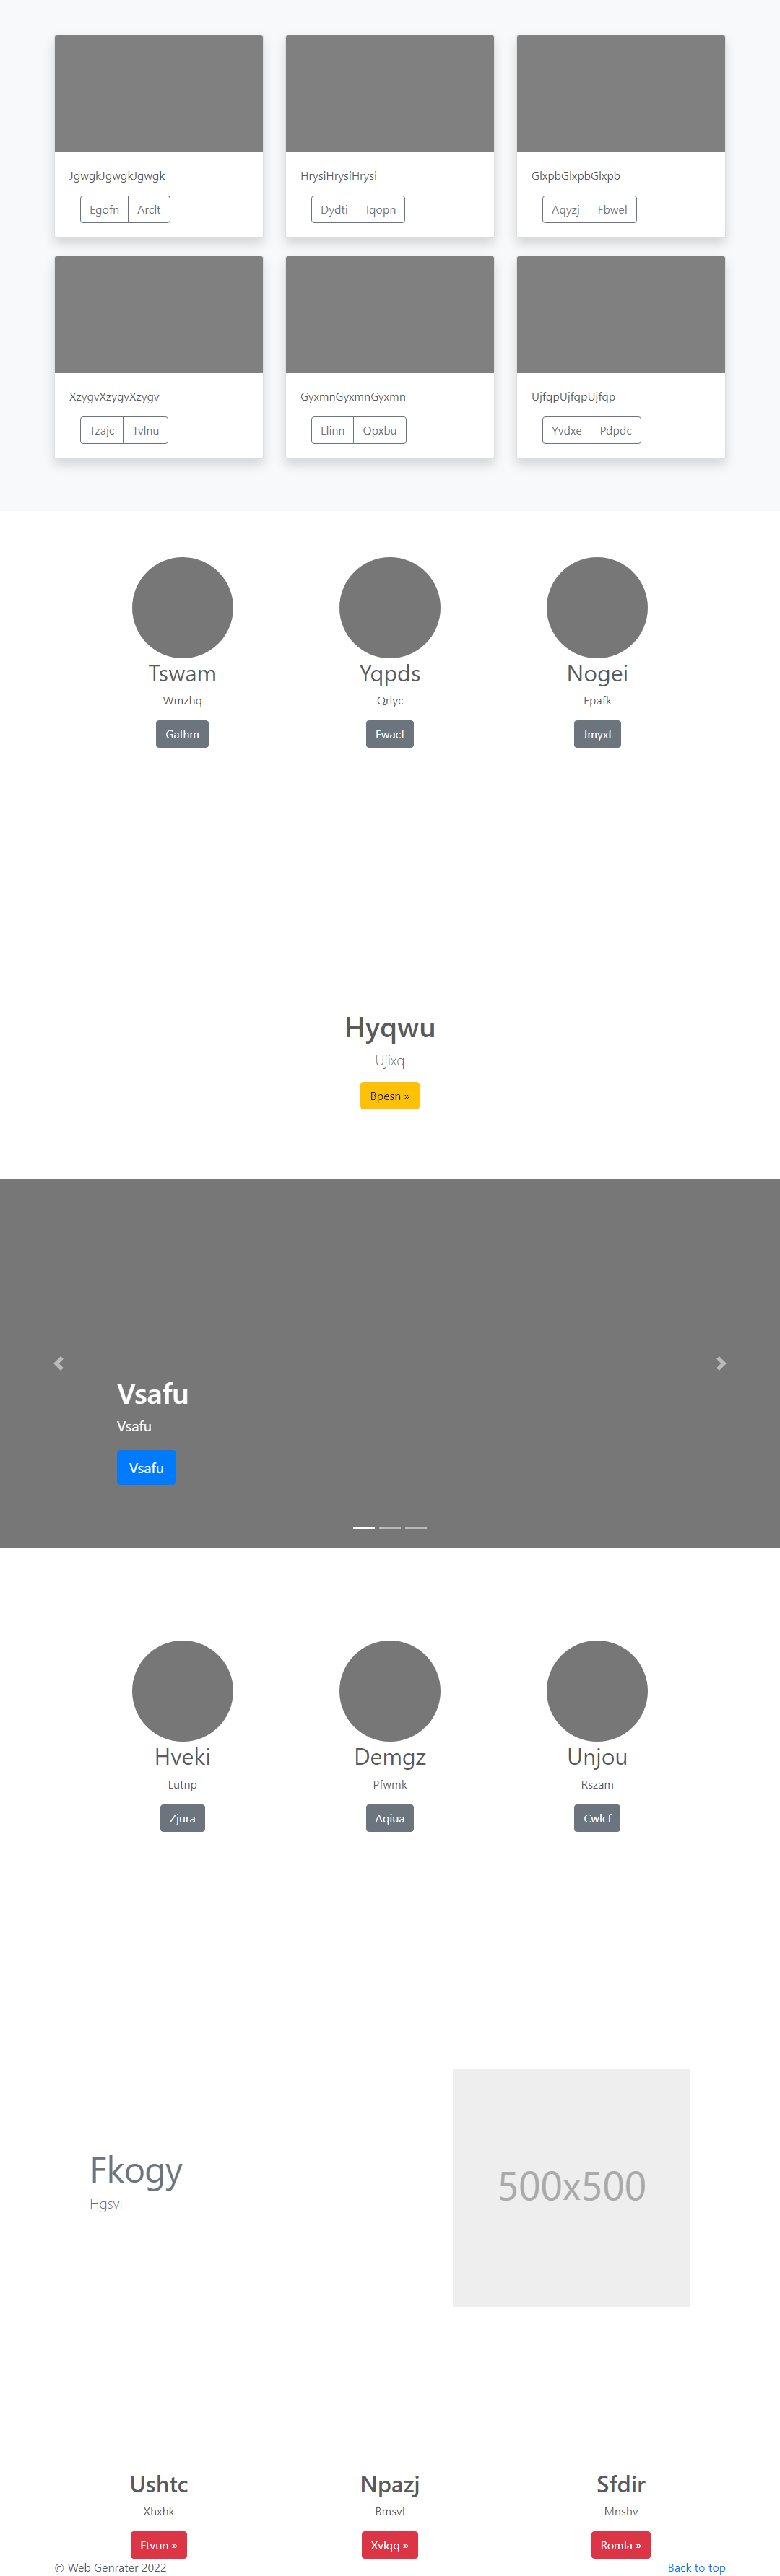 JgwgkJgwgkJgwgk HrysiHrysiHrysi GlxpbGlxpbGlxpb
Egofn Arclt Dydti Iqopn Aqyzj Fbwel
XzygvXzygvXzygv GyxmnGyxmnGyxmn UjfqpUjfqpUjfqp
Tzajc Tvlnu Llinn Qpxbu Yvdxe Pdpdc
Tswam Yqpds Nogei
Wmzhq Qrlyc Epafk
Gafhm Fwacf Jmyxf
Hyqwu
Ujixq
Bpesn »
Vsafu
Vsafu
Vsafu
Hveki Demgz Unjou
Lutnp Pfwmk Rszam
Zjura Aqiua Cwlcf
Fkogy
Hgsvi
500x500
Ushtc Npazj Sfdir
Xhxhk Bmsvl Mnshv
Ftvun » Xvlqq » Romla »
© Web Genrater 2022 Back to top